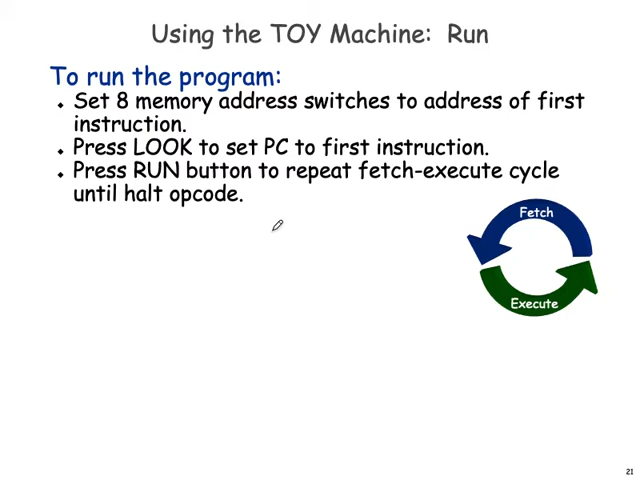 Using the TOY Machine: Run
To run the program:
Set 8 memory address switches to address of first
instruction.
Press LOOK to set PC to first instruction.
Press RUN button to repeat fetch-execute cycle
until halt opcode.
Fetch
Execute
21